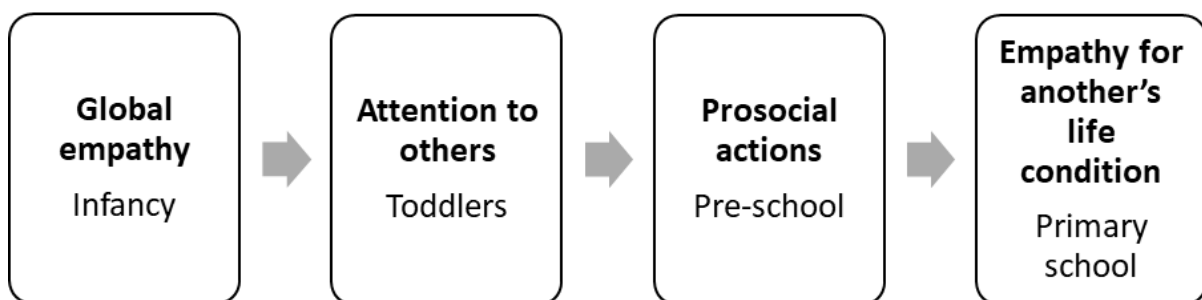 Global
empathy
Infancy
Attention to
others
Toddlers
Prosocial
actions
Pre-school
Empathy for
another’s
life
condition
Primary
school